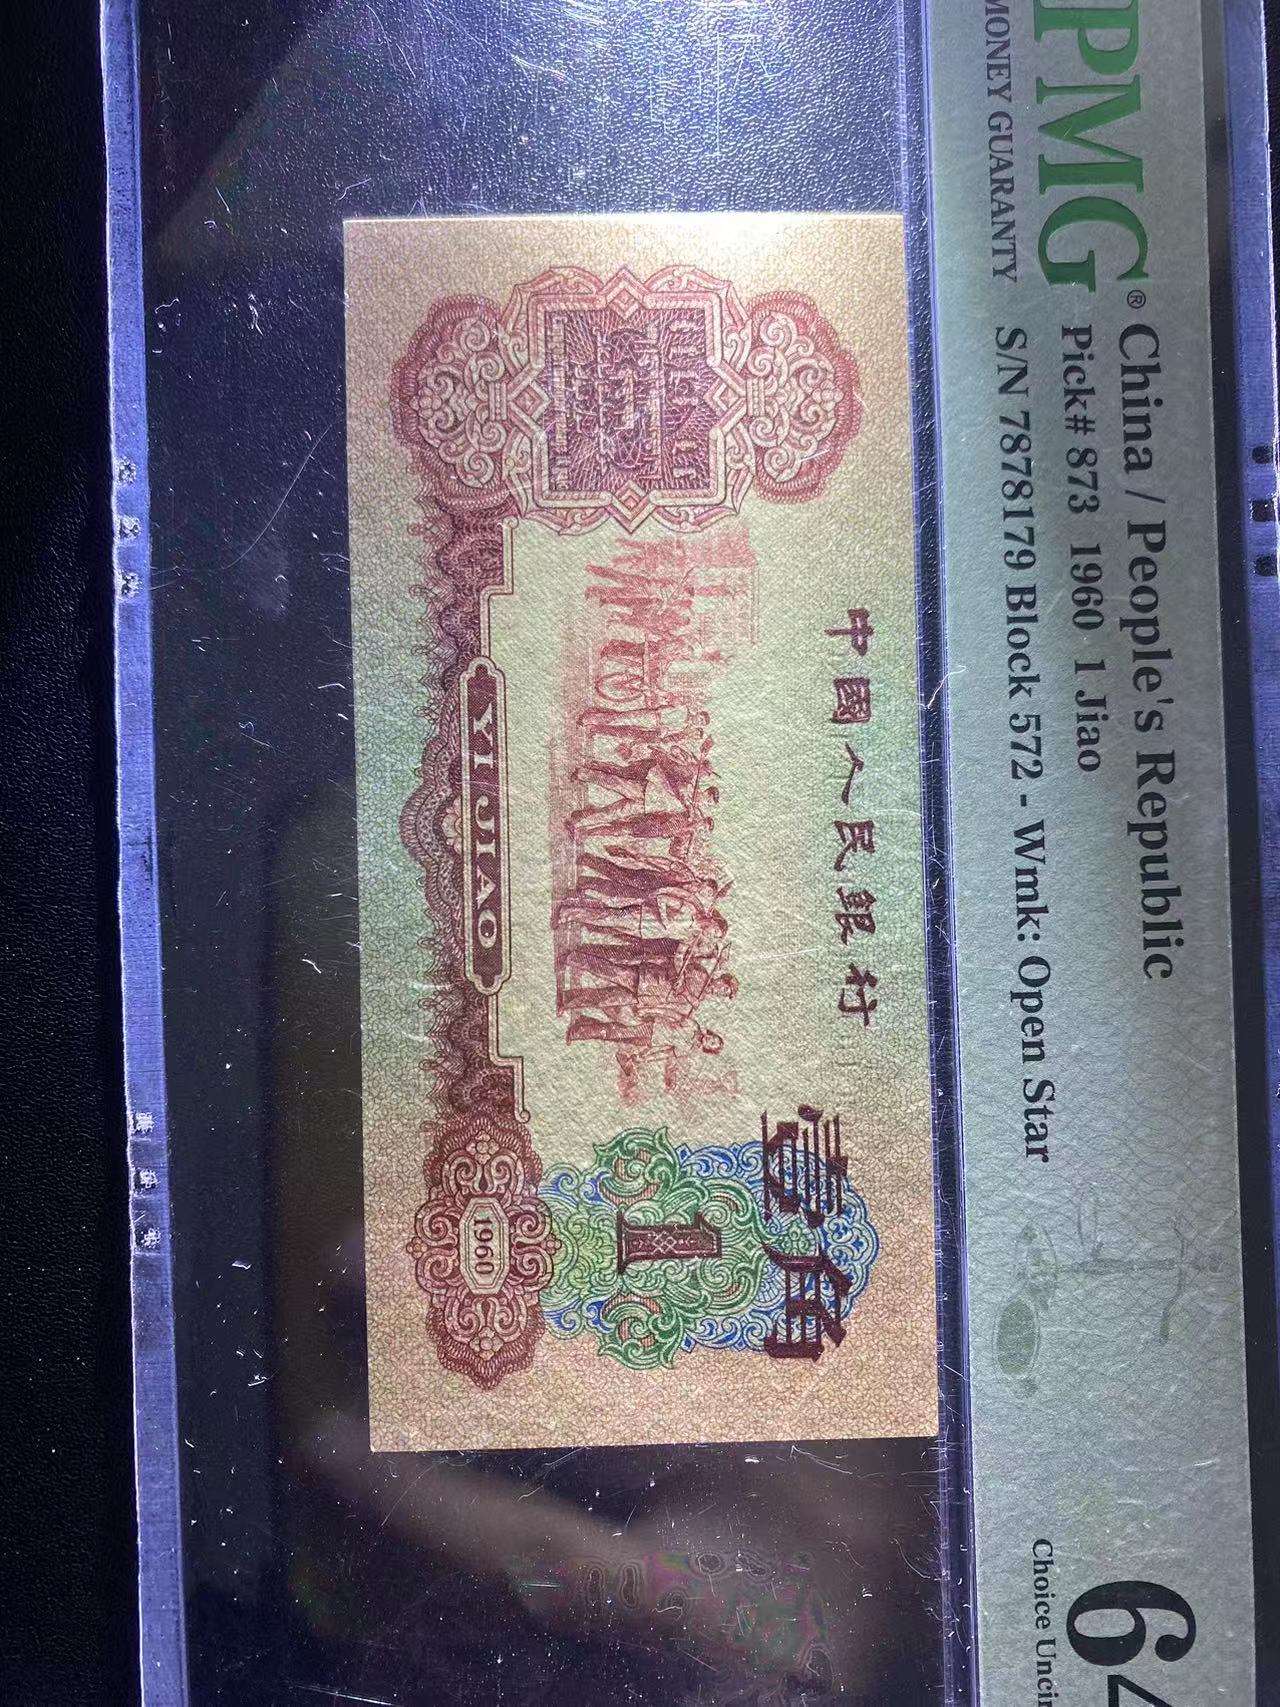 PMG®
MONEY GUARANTY
China / People's Republic
Pick# 873 1960 1 Jiao
S/N 7878179 Block 572 - Wmk: Open Star
64
Choice Unci
中國人民銀行
壹角
1
YI JIAO
1960